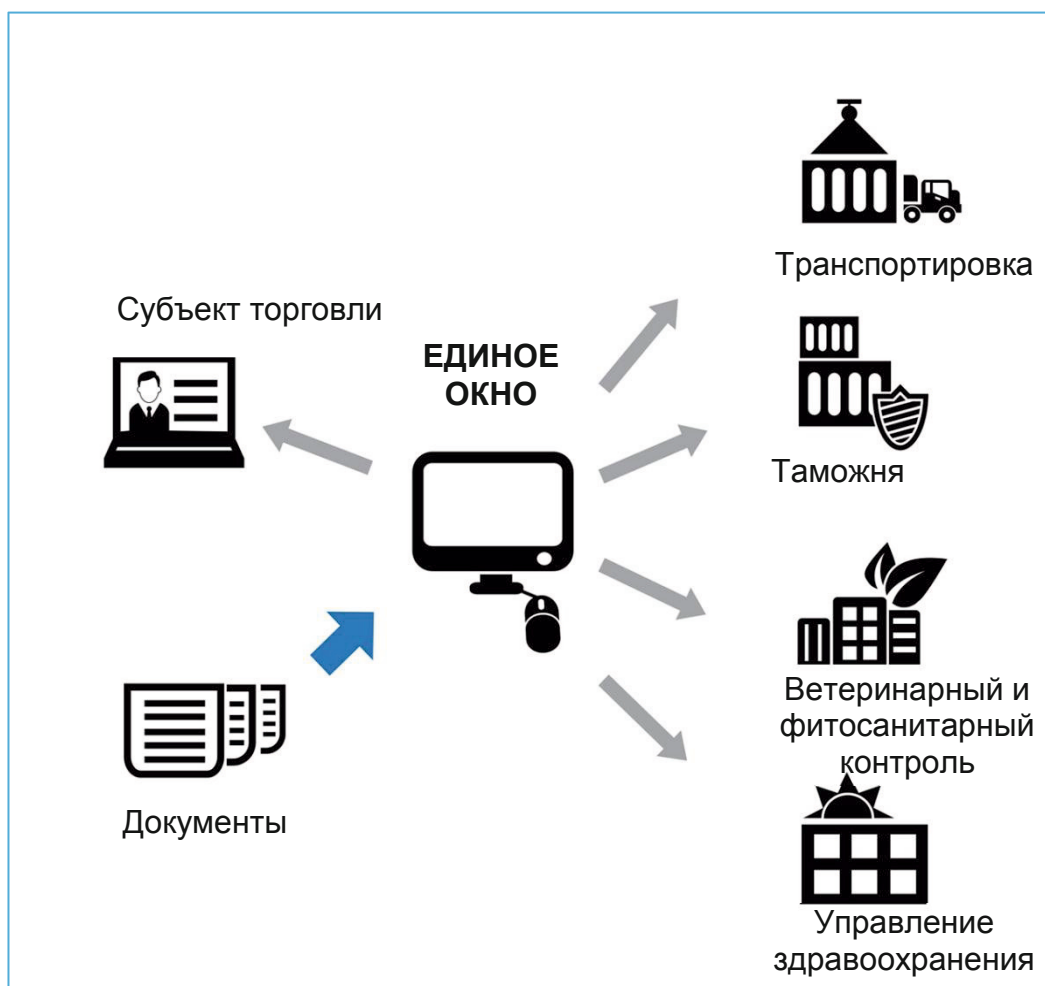 Транспортировка
Субъект торговли
ЕДИНОЕ
ОКНО
Таможня
Ветеринарный и
фитосанитарный
контроль
Документы
Управление
здравоохранения